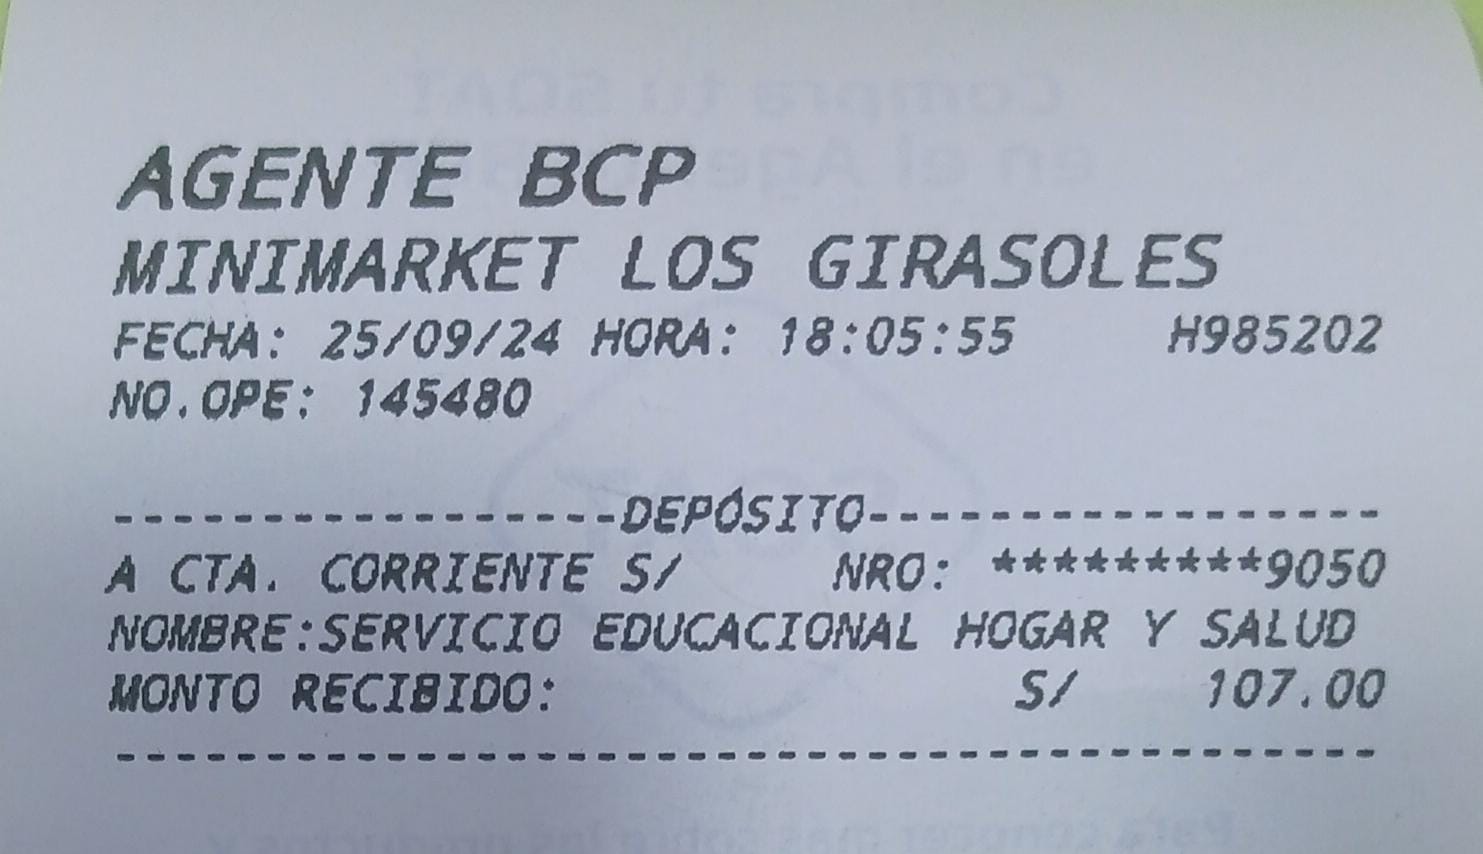 AGENTE BCP
MINIMARKET LOS GIRASOLES
FECHA: 25/09/24 HORA: 18:05:55 H985202
NO.OPE: 145480
------------------DEPÓSITO-----------------
A CTA. CORRIENTE S/ NRO: *********9050
NOMBRE:SERVICIO EDUCACIONAL HOGAR Y SALUD
MONTO RECIBIDO: S/ 107.00
------------------------------------------